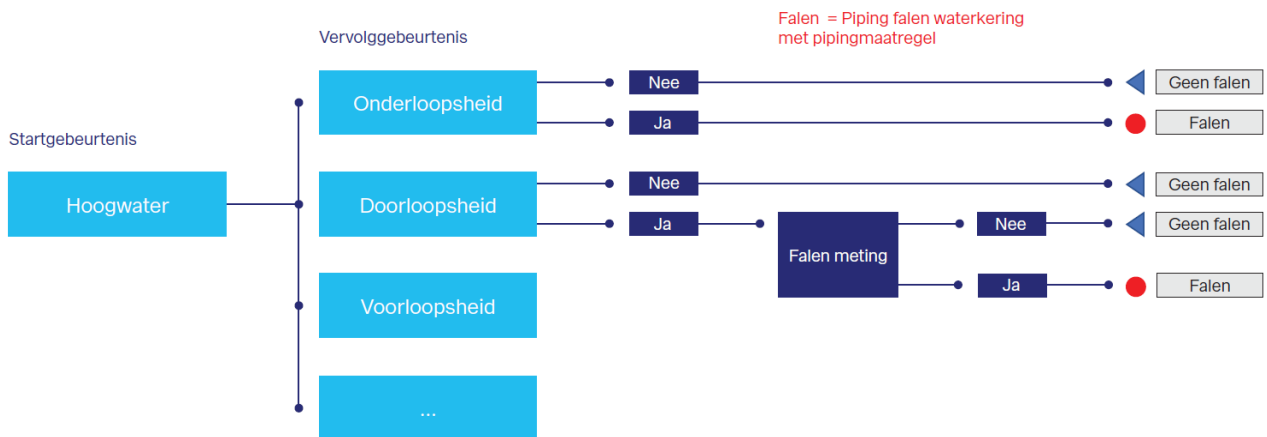 Falen = Piping falen waterkering
met pipingmaatregel
Vervolggebeurtenis
Startgebeurtenis
Hoogwater
Onderloopsheid
Nee
Geen falen
Ja
Falen
Doorloopsheid
Nee
Geen falen
Ja
Falen meting
Nee
Geen falen
Ja
Falen
Voorloopsheid
...